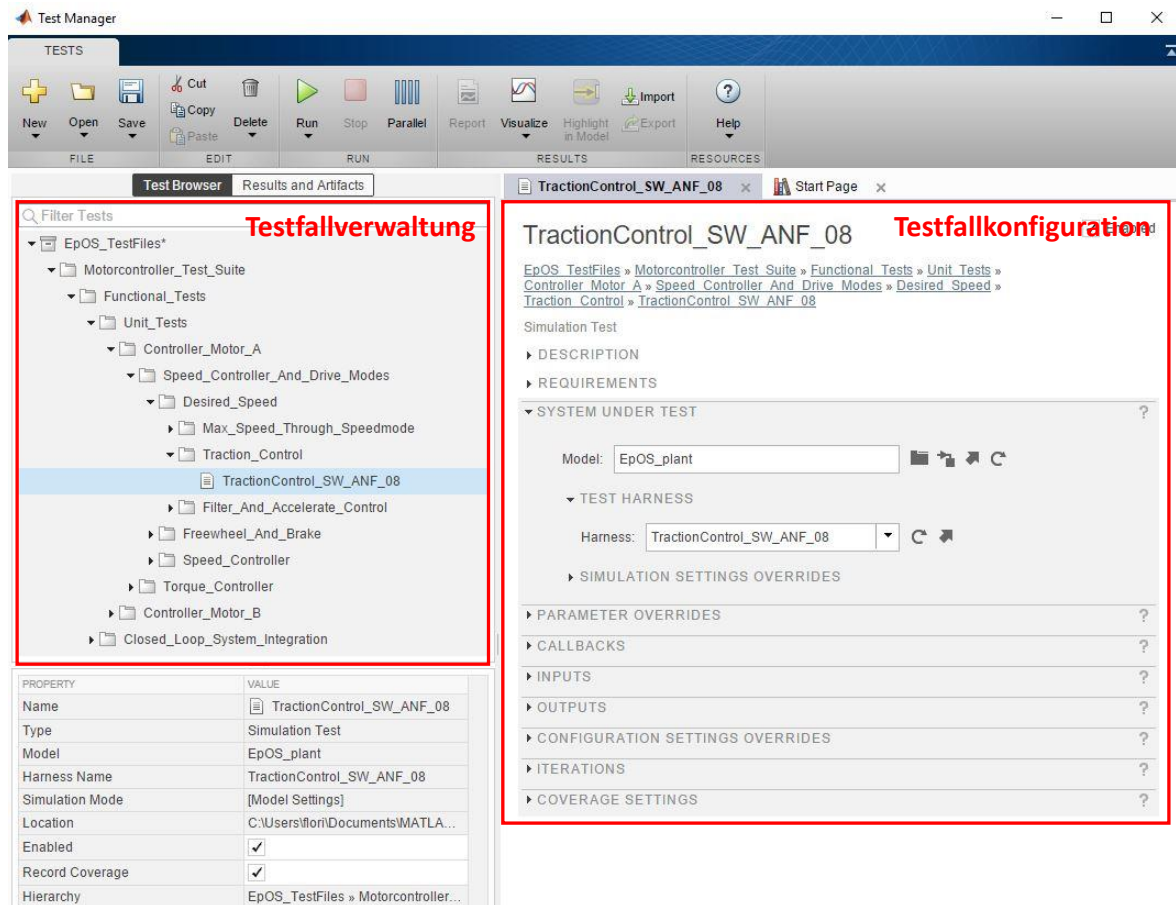 Test Manager
TESTS
New
Open
Save
Cut
Copy
Paste
Delete
Run
Stop
Parallel
Report
Visualize
Highlight
in Model
Import
Export
Help
FILE
EDIT
RUN
RESULTS
RESOURCES
Test Browser
Results and Artifacts
Filter Tests
Testfallverwaltung
EpOS_TestFiles*
Motorcontroller_Test_Suite
Functional_Tests
Unit_Tests
Controller_Motor_A
Speed_Controller_And_Drive_Modes
Desired_Speed
Max_Speed_Through_Speedmode
Traction_Control
TractionControl_SW_ANF_08
Filter_And_Accelerate_Control
Freewheel_And_Brake
Speed_Controller
Torque_Controller
Controller_Motor_B
Closed_Loop_System_Integration
PROPERTY VALUE
Name TractionControl_SW_ANF_08
Type Simulation Test
Model EpOS_plant
Harness Name TractionControl_SW_ANF_08
Simulation Mode [Model Settings]
Location C:\Users\flori\Documents\MATLA...
Enabled
Record Coverage
Hierarchy EpOS_TestFiles » Motorcontroller...
TractionControl_SW_ANF_08
Start Page
TractionControl_SW_ANF_08
Testfallkonfiguration
EpOS_TestFiles » Motorcontroller_Test_Suite » Functional_Tests » Unit_Tests »
Controller_Motor_A » Speed_Controller_And_Drive_Modes » Desired_Speed »
Traction_Control » TractionControl_SW_ANF_08
Simulation Test
DESCRIPTION
REQUIREMENTS
SYSTEM UNDER TEST ?
Model: EpOS_plant
TEST HARNESS
Harness: TractionControl_SW_ANF_08
SIMULATION SETTINGS OVERRIDES
PARAMETER OVERRIDES ?
CALLBACKS ?
INPUTS ?
OUTPUTS ?
CONFIGURATION SETTINGS OVERRIDES ?
ITERATIONS ?
COVERAGE SETTINGS ?